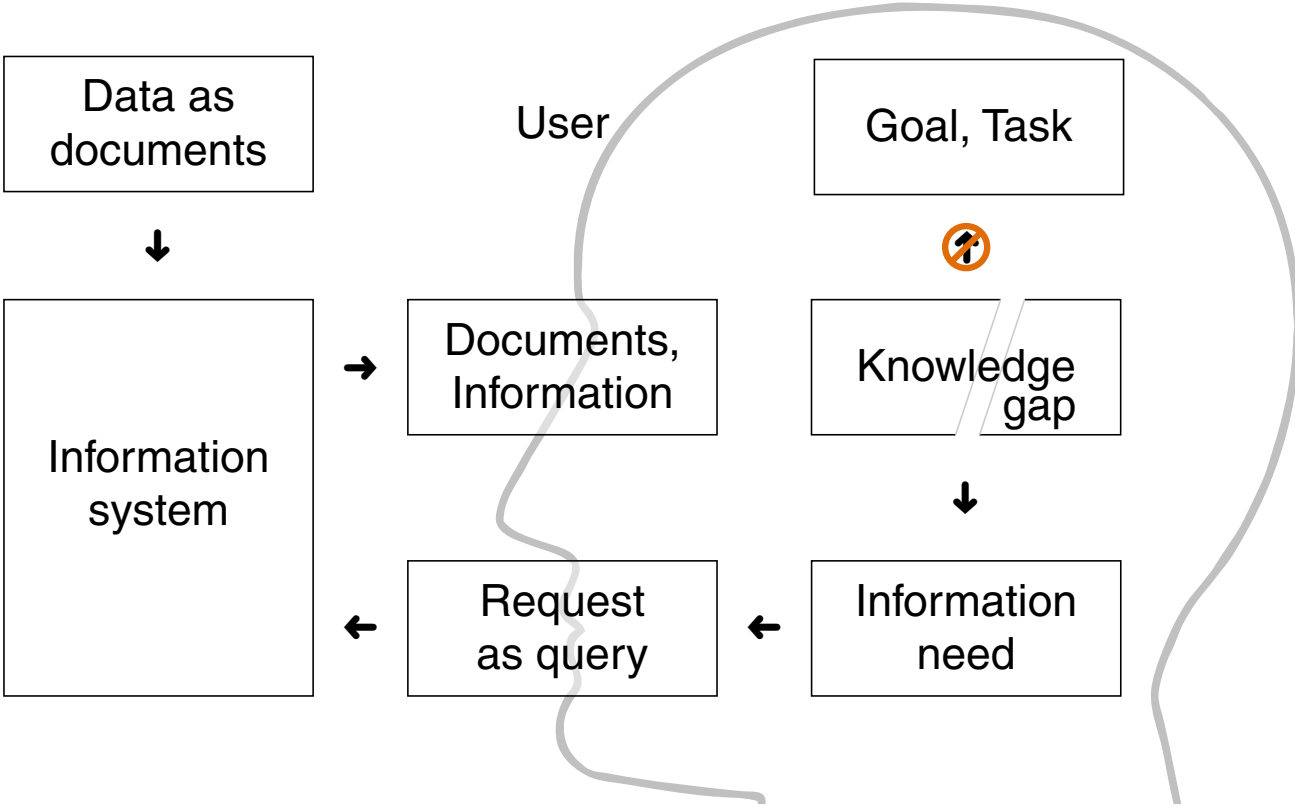 Data as
documents
User
Goal, Task
Documents,
Information
Knowledge
gap
Information
system
Request
as query
Information
need